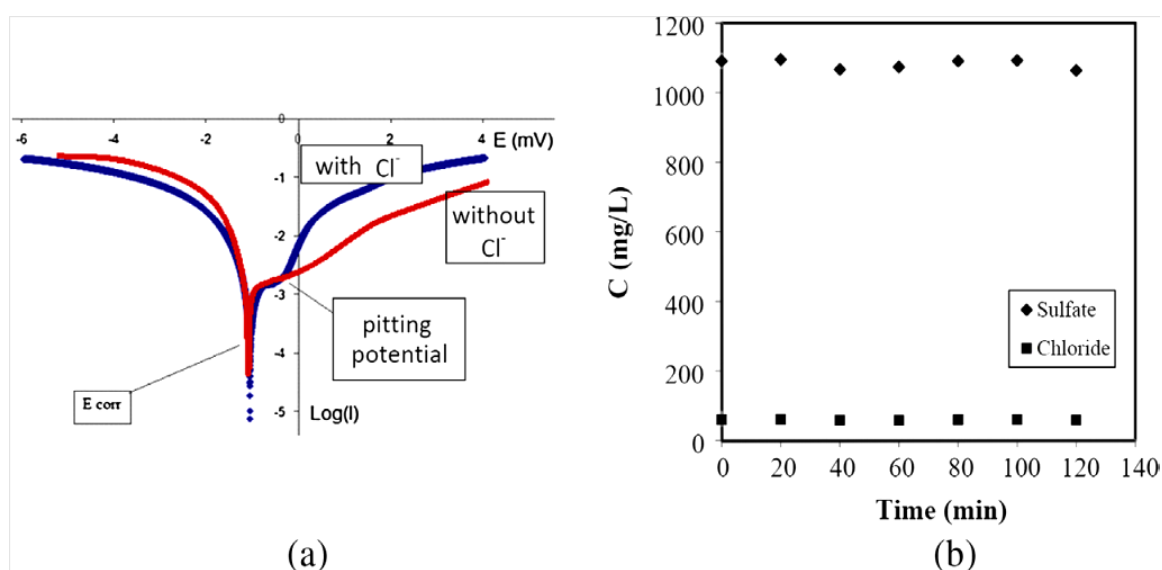 0
-6
-4
-2
2
4
E (mV)
with Cl⁻
-1
without
Cl⁻
-2
-3
pitting
potential
-4
E corr
-5
Log(I)
(a)
1200
1000
800
600
400
200
0
C (mg/L)
Sulfate
Chloride
0 20 40 60 80 100 120 140
Time (min)
(b)